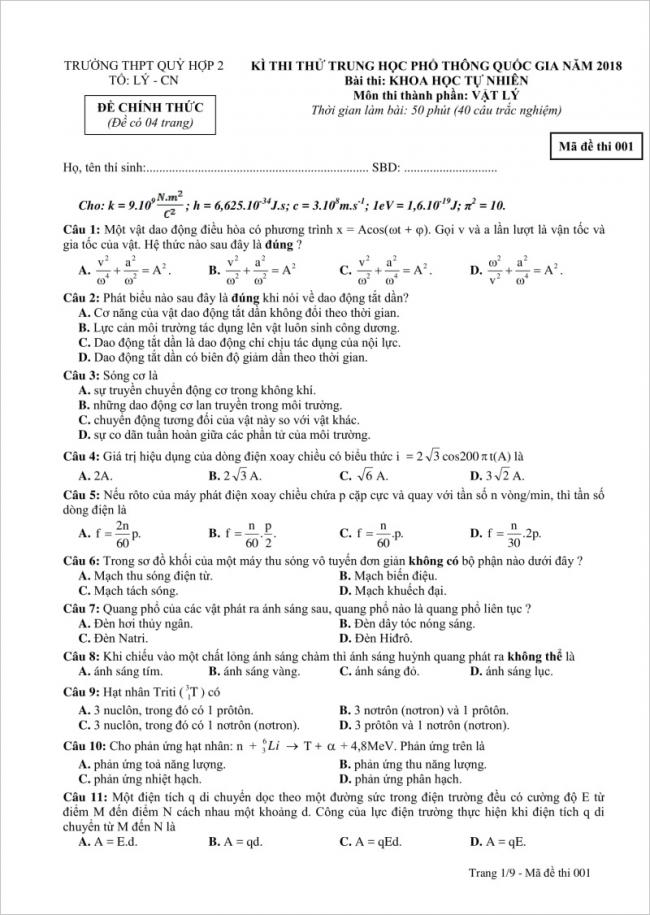 TRƯỜNG THPT QUỲ HỢP 2
TỔ: LÝ - CN
ĐỀ CHÍNH THỨC
(Đề có 04 trang)
KÌ THI THỬ TRUNG HỌC PHỔ THÔNG QUỐC GIA NĂM 2018
Bài thi: KHOA HỌC TỰ NHIÊN
Môn thi thành phần: VẬT LÝ
Thời gian làm bài: 50 phút (40 câu trắc nghiệm)
Mã đề thi 001
Họ, tên thí sinh:..................................................................... SBD: .............................
Cho: k = 9.10⁹ N.m²/C² ; h = 6,625.10⁻³⁴J.s; c = 3.10⁸m.s⁻¹; 1eV = 1,6.10⁻¹⁹J; π² = 10.
Câu 1: Một vật dao động điều hòa có phương trình x = Acos(ωt + φ). Gọi v và a lần lượt là vận tốc và
gia tốc của vật. Hệ thức nào sau đây là đúng ?
A. v²/ω⁴ + a²/ω² = A² . B. v²/ω² + a²/ω² = A² C. v²/ω² + a²/ω⁴ = A² . D. ω²/v² + a²/ω⁴ = A² .
Câu 2: Phát biểu nào sau đây là đúng khi nói về dao động tắt dần?
A. Cơ năng của vật dao động tắt dần không đổi theo thời gian.
B. Lực cản môi trường tác dụng lên vật luôn sinh công dương.
C. Dao động tắt dần là dao động chỉ chịu tác dụng của nội lực.
D. Dao động tắt dần có biên độ giảm dần theo thời gian.
Câu 3: Sóng cơ là
A. sự truyền chuyển động cơ trong không khí.
B. những dao động cơ lan truyền trong môi trường.
C. chuyển động tương đối của vật này so với vật khác.
D. sự co dãn tuần hoàn giữa các phần tử của môi trường.
Câu 4: Giá trị hiệu dụng của dòng điện xoay chiều có biểu thức i = 2√3 cos200 π t(A) là
A. 2A. B. 2√3 A. C. √6 A. D. 3√2 A.
Câu 5: Nếu rôto của máy phát điện xoay chiều chứa p cặp cực và quay với tần số n vòng/min, thì tần số
dòng điện là
A. f = 2n/60 p. B. f = n/60 . p/2 . C. f = n/60 .p. D. f = n/30 .2p.
Câu 6: Trong sơ đồ khối của một máy thu sóng vô tuyến đơn giản không có bộ phận nào dưới đây ?
A. Mạch thu sóng điện từ. B. Mạch biến điệu.
C. Mạch tách sóng. D. Mạch khuếch đại.
Câu 7: Quang phổ của các vật phát ra ánh sáng sau, quang phổ nào là quang phổ liên tục ?
A. Đèn hơi thủy ngân. B. Đèn dây tóc nóng sáng.
C. Đèn Natri. D. Đèn Hiđrô.
Câu 8: Khi chiếu vào một chất lỏng ánh sáng chàm thì ánh sáng huỳnh quang phát ra không thể là
A. ánh sáng tím. B. ánh sáng vàng. C. ánh sáng đỏ. D. ánh sáng lục.
Câu 9: Hạt nhân Triti ( ³₁T ) có
A. 3 nuclôn, trong đó có 1 prôtôn. B. 3 nơtrôn (nơtron) và 1 prôtôn.
C. 3 nuclôn, trong đó có 1 nơtrôn (nơtron). D. 3 prôtôn và 1 nơtrôn (nơtron).
Câu 10: Cho phản ứng hạt nhân: n + ⁶₃Li → T + α + 4,8MeV. Phản ứng trên là
A. phản ứng toả năng lượng. B. phản ứng thu năng lượng.
C. phản ứng nhiệt hạch. D. phản ứng phân hạch.
Câu 11: Một điện tích q di chuyển dọc theo một đường sức trong điện trường đều có cường độ E từ
điểm M đến điểm N cách nhau một khoảng d. Công của lực điện trường thực hiện khi điện tích q di
chuyển từ M đến N là
A. A = E.d. B. A = qd. C. A = qEd. D. A = qE.
Trang 1/9 - Mã đề thi 001